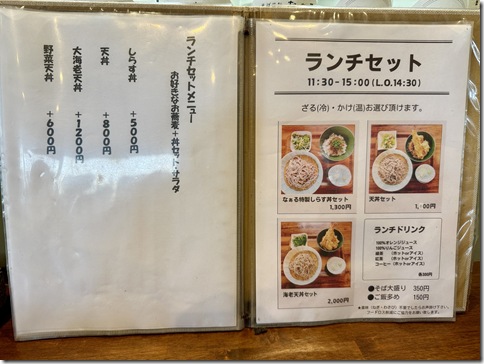 ランチセットメニュー
お好きなお蕎麦+丼セット・サラダ
しらす丼 +500円
天丼 +800円
大海老天丼 +1200円
野菜天丼 +600円
ランチセット
11:30-15:00(L.O.14:30)
ざる(冷)・かけ(温)お選び頂けます。
なぁる特製しらす丼セット
1,300円
天丼セット
海老天丼セット
2,000円
ランチドリンク
100%オレンジジュース
100%りんごジュース
緑茶 (ホットorアイス)
紅茶 (ホットorアイス)
コーヒー(ホットorアイス)
●そば大盛り 350円
●ご飯多め 150円